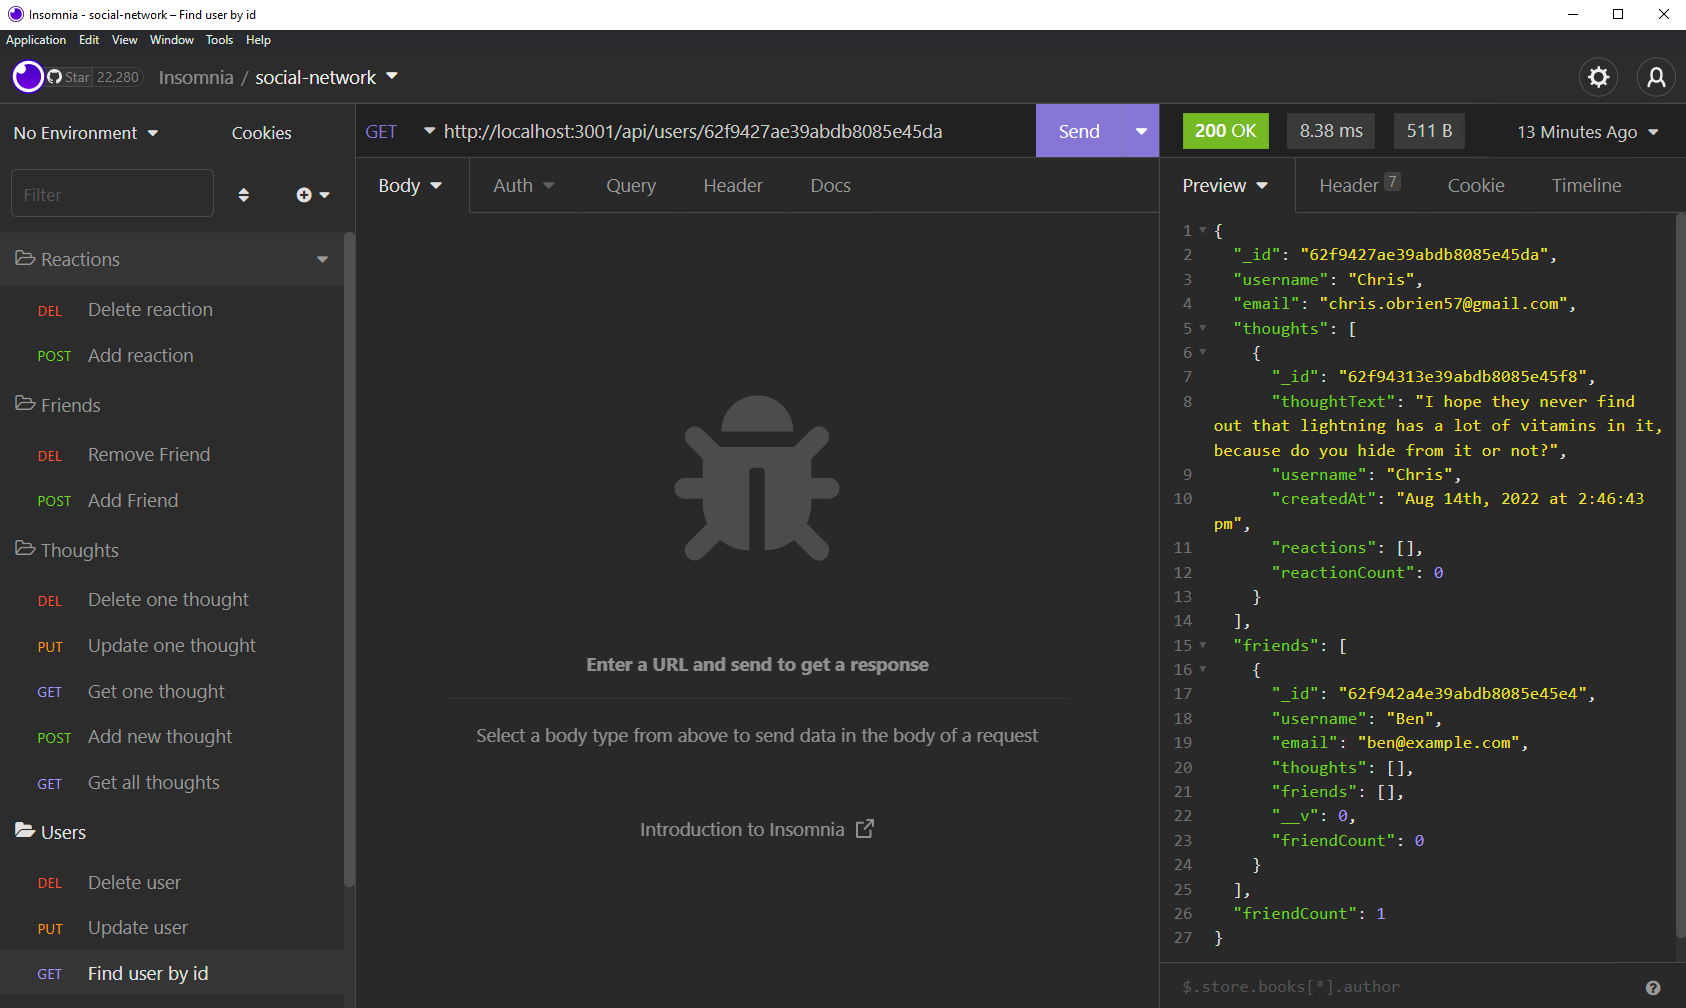 Insomnia - social-network – Find user by id
Application Edit View Window Tools Help
Star 22,280 Insomnia / social-network
No Environment Cookies
Filter
Reactions
DEL Delete reaction
POST Add reaction
Friends
DEL Remove Friend
POST Add Friend
Thoughts
DEL Delete one thought
PUT Update one thought
GET Get one thought
POST Add new thought
GET Get all thoughts
Users
DEL Delete user
PUT Update user
GET Find user by id
GET http://localhost:3001/api/users/62f9427ae39abdb8085e45da Send
Body Auth Query Header Docs
Enter a URL and send to get a response
Select a body type from above to send data in the body of a request
Introduction to Insomnia
200 OK 8.38 ms 511 B 13 Minutes Ago
Preview Header 7 Cookie Timeline
1 {
2 "_id": "62f9427ae39abdb8085e45da",
3 "username": "Chris",
4 "email": "chris.obrien57@gmail.com",
5 "thoughts": [
6 {
7 "_id": "62f94313e39abdb8085e45f8",
8 "thoughtText": "I hope they never find
out that lightning has a lot of vitamins in it,
because do you hide from it or not?",
9 "username": "Chris",
10 "createdAt": "Aug 14th, 2022 at 2:46:43
pm",
11 "reactions": [],
12 "reactionCount": 0
13 }
14 ],
15 "friends": [
16 {
17 "_id": "62f942a4e39abdb8085e45e4",
18 "username": "Ben",
19 "email": "ben@example.com",
20 "thoughts": [],
21 "friends": [],
22 "__v": 0,
23 "friendCount": 0
24 }
25 ],
26 "friendCount": 1
27 }
$.store.books[*].author